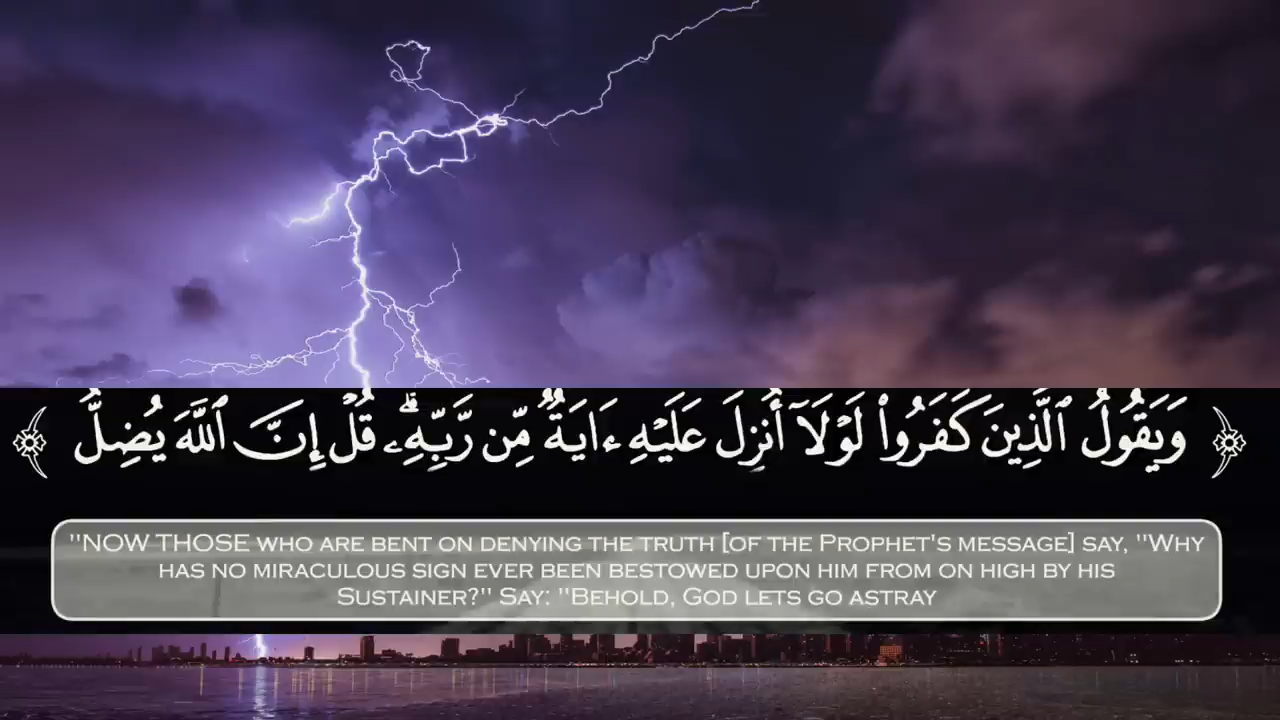 وَيَقُولُ ٱلَّذِينَ كَفَرُوا۟ لَوْلَآ أُنزِلَ عَلَيْهِ ءَايَةٌ مِّن رَّبِّهِۦ ۗ قُلْ إِنَّ ٱللَّهَ يُضِلُّ
"NOW THOSE WHO ARE BENT ON DENYING THE TRUTH [OF THE PROPHET'S MESSAGE] SAY, "WHY
HAS NO MIRACULOUS SIGN EVER BEEN BESTOWED UPON HIM FROM ON HIGH BY HIS
SUSTAINER?" SAY: "BEHOLD, GOD LETS GO ASTRAY